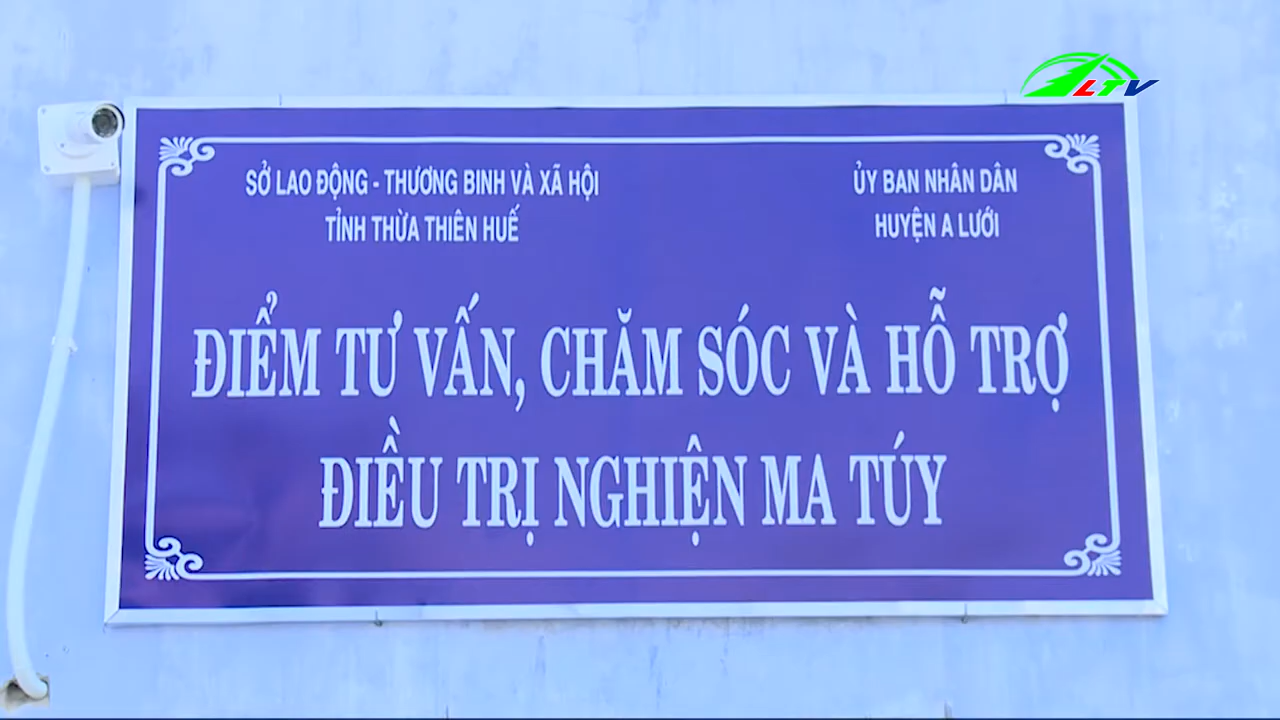 LTV
SỞ LAO ĐỘNG - THƯƠNG BINH VÀ XÃ HỘI
TỈNH THỪA THIÊN HUẾ
ỦY BAN NHÂN DÂN
HUYỆN A LƯỚI
ĐIỂM TƯ VẤN, CHĂM SÓC VÀ HỖ TRỢ
ĐIỀU TRỊ NGHIỆN MA TÚY